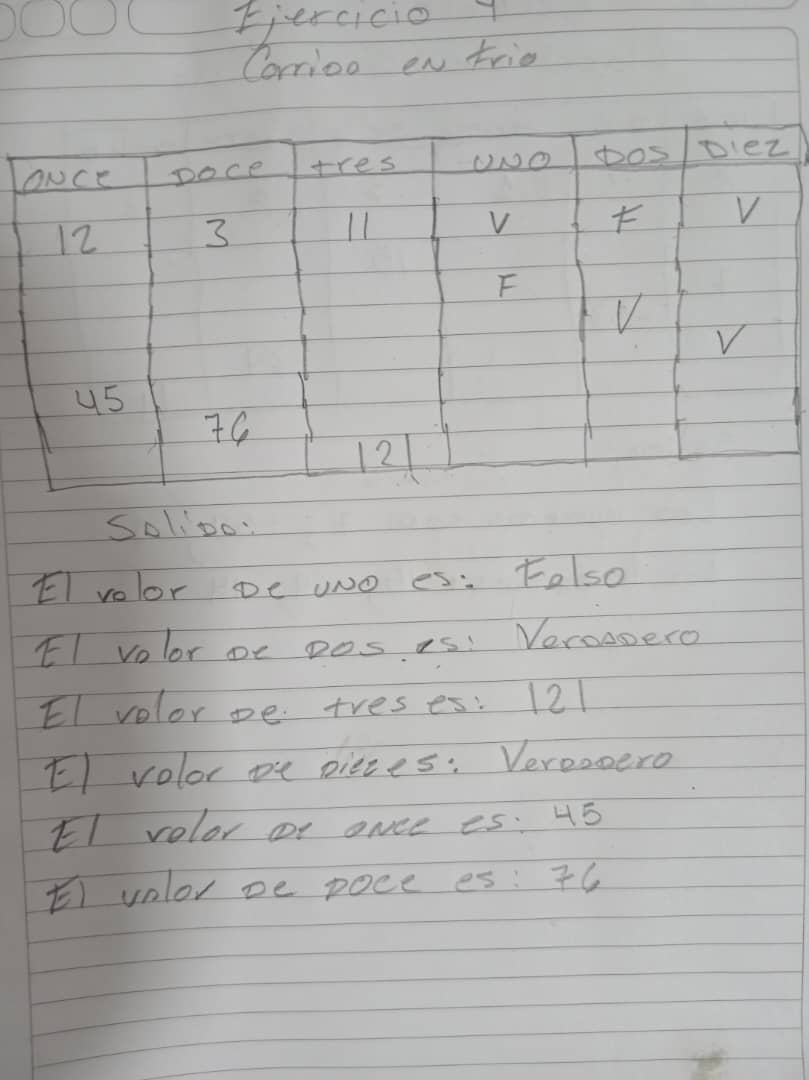 Ejercicio
Corrido en frio
ONCE DOCE tres UNO DOS Diez
12 3 11 V F V
F
V
V
45
76
121
Salida:
El valor De UNO es: Falso
El valor De DOS es: Verdadero
El valor De tres es: 121
El valor De diez es: Verdadero
El valor De once es: 45
El valor De DOCE es: 76